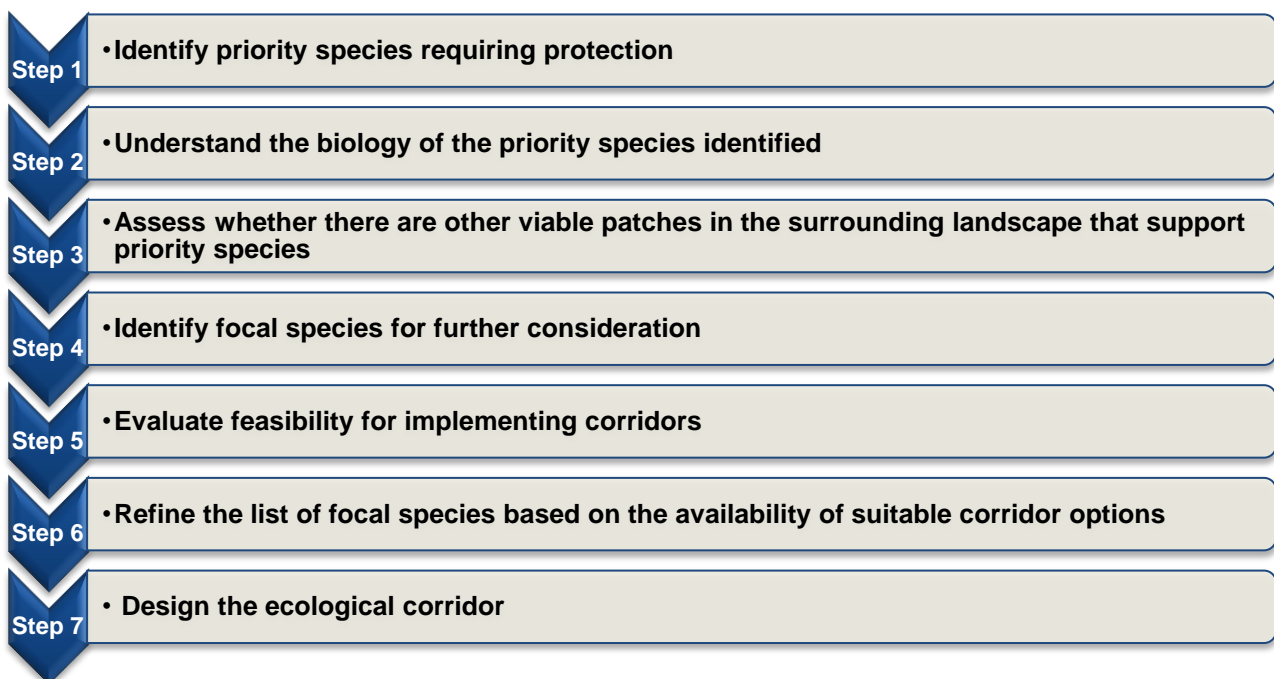 Step 1
•Identify priority species requiring protection
Step 2
•Understand the biology of the priority species identified
Step 3
•Assess whether there are other viable patches in the surrounding landscape that support
priority species
Step 4
•Identify focal species for further consideration
Step 5
•Evaluate feasibility for implementing corridors
Step 6
•Refine the list of focal species based on the availability of suitable corridor options
Step 7
• Design the ecological corridor